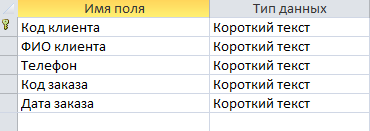 Имя поля Тип данных
Код клиента Короткий текст
ФИО клиента Короткий текст
Телефон Короткий текст
Код заказа Короткий текст
Дата заказа Короткий текст